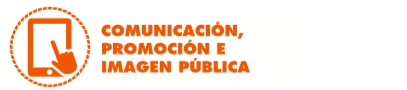 COMUNICACIÓN,
PROMOCIÓN E
IMAGEN PÚBLICA